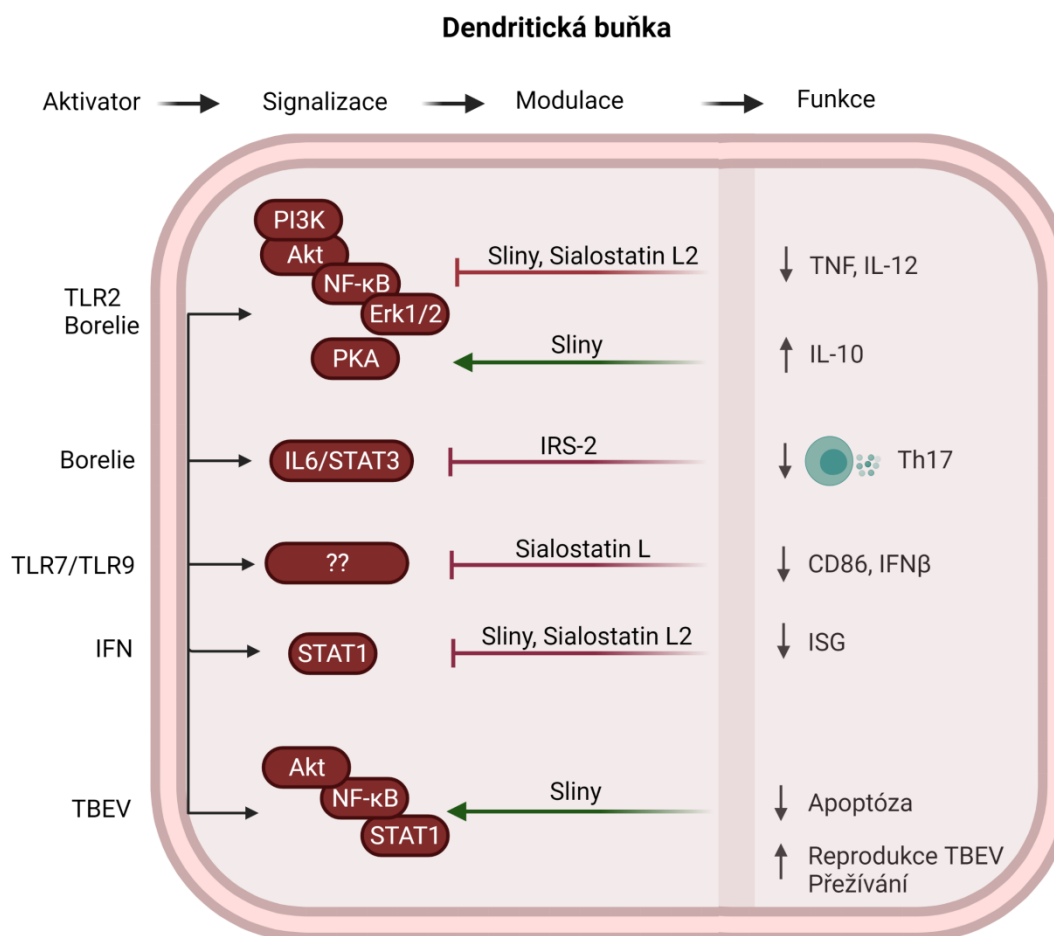 Dendritická buňka
Aktivator
Signalizace
Modulace
Funkce
TLR2
Borelie
PI3K
Akt
NF-κB
Erk1/2
PKA
Sliny, Sialostatin L2
TNF, IL-12
Sliny
IL-10
Borelie
IL6/STAT3
IRS-2
Th17
TLR7/TLR9
??
Sialostatin L
CD86, IFNβ
IFN
STAT1
Sliny, Sialostatin L2
ISG
TBEV
Akt
NF-κB
STAT1
Sliny
Apoptóza
Reprodukce TBEV
Přežívání